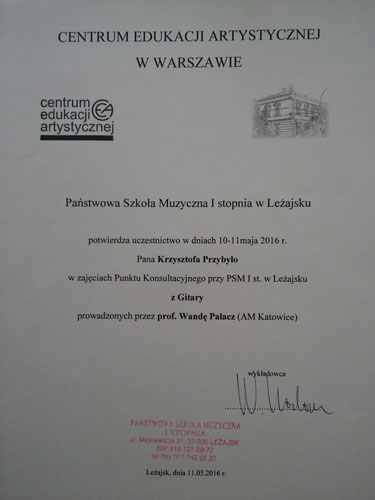 CENTRUM EDUKACJI ARTYSTYCZNEJ
W WARSZAWIE
centrum
edukacji
artystycznej
CEA
Państwowa Szkoła Muzyczna I stopnia w Leżajsku
potwierdza uczestnictwo w dniach 10-11maja 2016 r.
Pana Krzysztofa Przybyło
w zajęciach Punktu Konsultacyjnego przy PSM I st. w Leżajsku
z Gitary
prowadzonych przez prof. Wandę Palacz (AM Katowice)
wykładowca
PAŃSTWOWA SZKOŁA MUZYCZNA
I STOPNIA
ul. Mickiewicza 31, 37-300 LEŻAJSK
NIP 816-127-29-72
tel./fax 017 242 02 22
Leżajsk, dnia 11.05.2016 r.